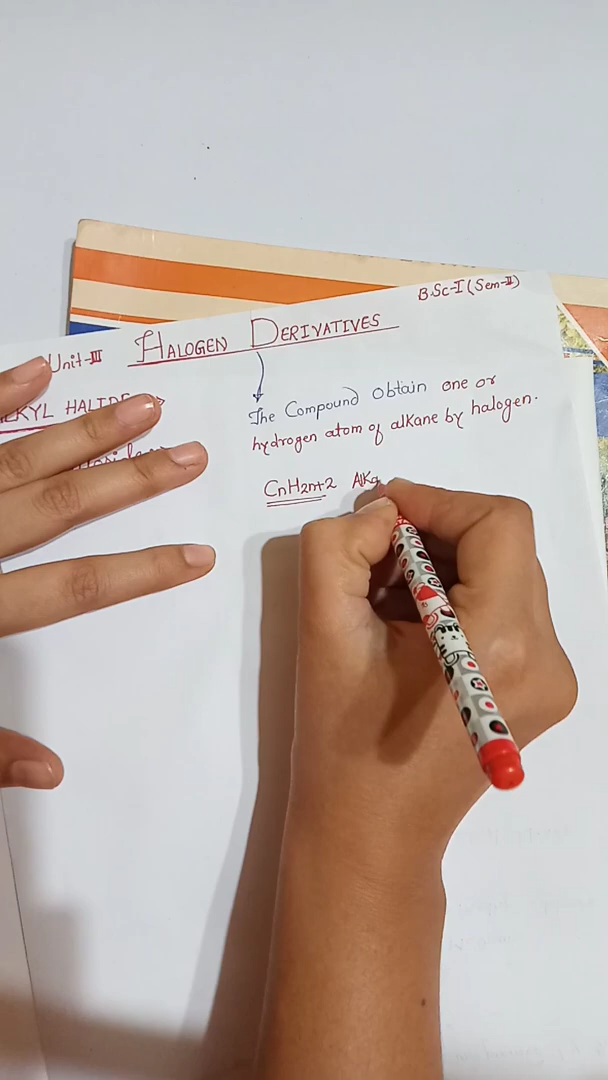 B.Sc-I (Sem-II)
Unit-III HALOGEN DERIVATIVES
The Compound Obtain one or
hydrogen atom of alkane by halogen.
CnH2n+2